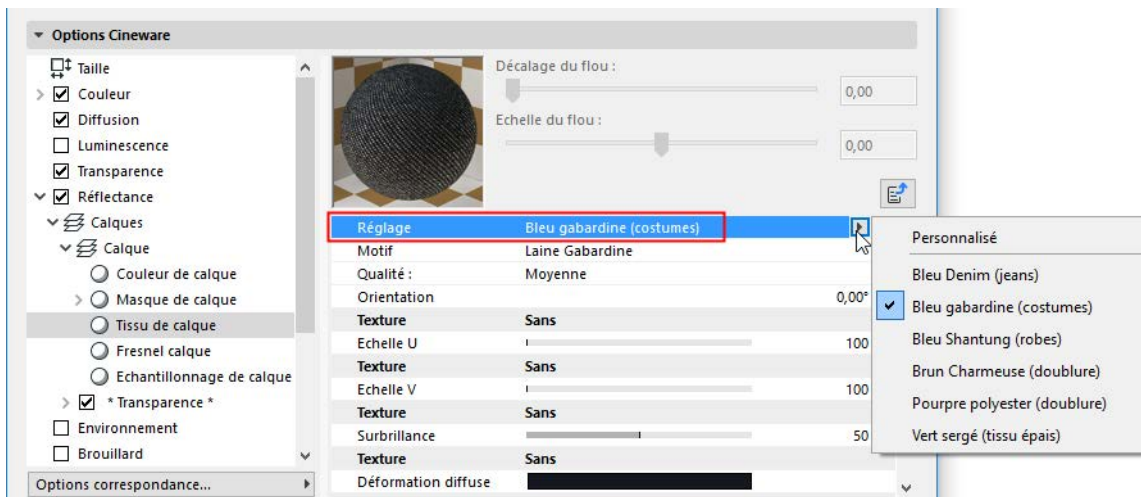 Options Cineware
Taille
Couleur
Diffusion
Luminescence
Transparence
Réflectance
Calques
Calque
Couleur de calque
Masque de calque
Tissu de calque
Fresnel calque
Echantillonnage de calque
* Transparence *
Environnement
Brouillard
Options correspondance...
Décalage du flou :
0,00
Echelle du flou :
0,00
Réglage Bleu gabardine (costumes)
Motif Laine Gabardine
Qualité : Moyenne
Orientation 0,00°
Texture Sans
Echelle U 100
Texture Sans
Echelle V 100
Texture Sans
Surbrillance 50
Texture Sans
Déformation diffuse
Personnalisé
Bleu Denim (jeans)
Bleu gabardine (costumes)
Bleu Shantung (robes)
Brun Charmeuse (doublure)
Pourpre polyester (doublure)
Vert sergé (tissu épais)